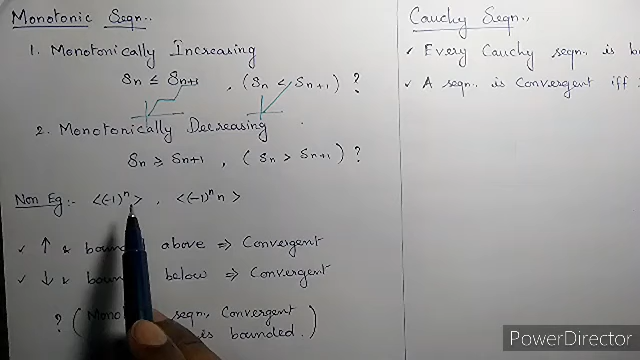 Monotonic Seqn..
1. Monotonically Increasing
Sn ≤ Sn+1 , (Sn < Sn+1) ?
2. Monotonically Decreasing
Sn ≥ Sn+1 , (Sn > Sn+1) ?
Non Eg:- <(-1)^n> , <(-1)^n n>
✓ ↑ & above ⇒ Convergent
✓ ↓ & below ⇒ Convergent
? ( seqn. Convergent
is bounded. )
Cauchy Seqn..
✓ Every Cauchy seqn. is
✓ A seqn. is Convergent iff
PowerDirector